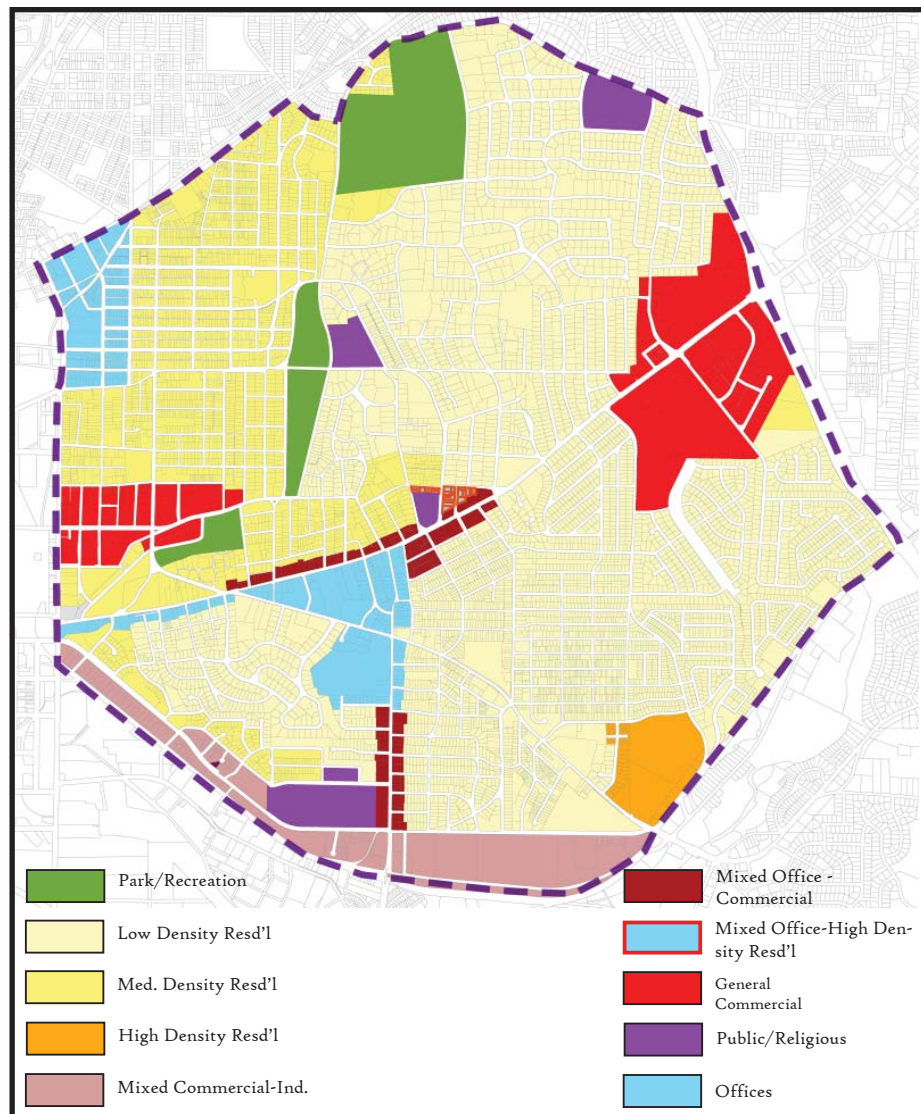 Park/Recreation
Low Density Resd'l
Med. Density Resd'l
High Density Resd'l
Mixed Commercial-Ind.
Mixed Office -
Commercial
Mixed Office-High Den-
sity Resd'l
General
Commercial
Public/Religious
Offices